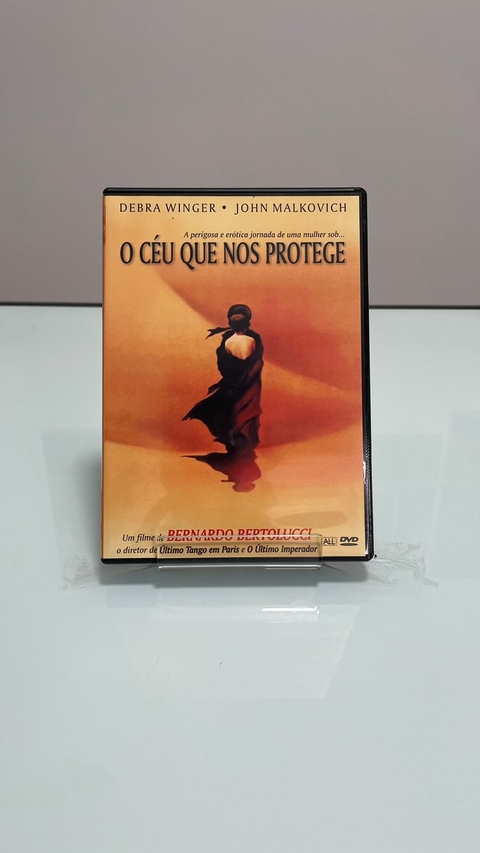 DEBRA WINGER • JOHN MALKOVICH
A perigosa e erótica jornada de uma mulher sob...
O CÉU QUE NOS PROTEGE
Um filme de BERNARDO BERTOLUCCI
o diretor de Último Tango em Paris e O Último Imperador
ALL DVD